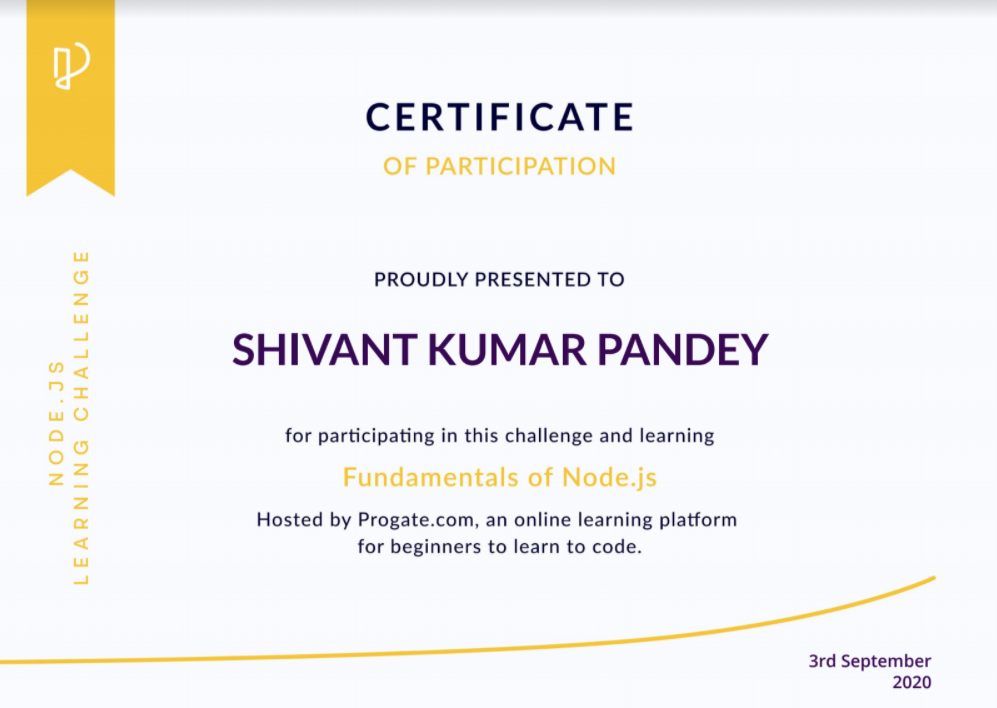 CERTIFICATE
OF PARTICIPATION
PROUDLY PRESENTED TO
SHIVANT KUMAR PANDEY
for participating in this challenge and learning
Fundamentals of Node.js
Hosted by Progate.com, an online learning platform
for beginners to learn to code.
NODE.JS
LEARNING CHALLENGE
3rd September
2020